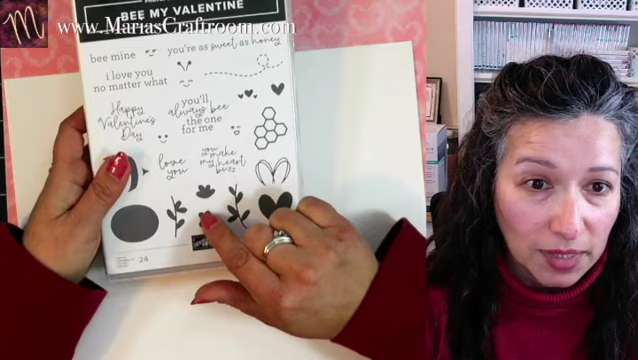 www.MariasCraftroom.com
BEE MY VALENTINE
bee mine
you're as sweet as honey
i love you
no matter what
Happy
Valentine's
Day
you'll
always bee
the one
for me
love
you
you
make
my heart
buzz
24